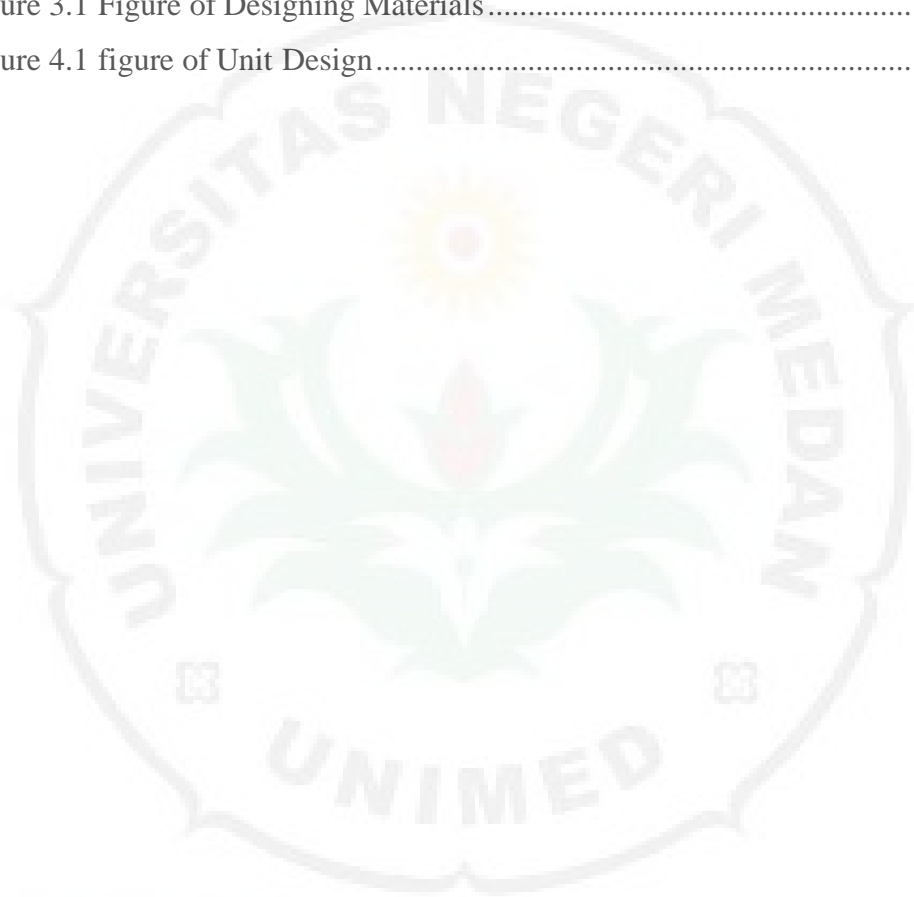 ure 3.1 Figure of Designing Materials....................................................
ure 4.1 figure of Unit Design..................................................................
UNIVERSITAS NEGERI MEDAN
UNIMED